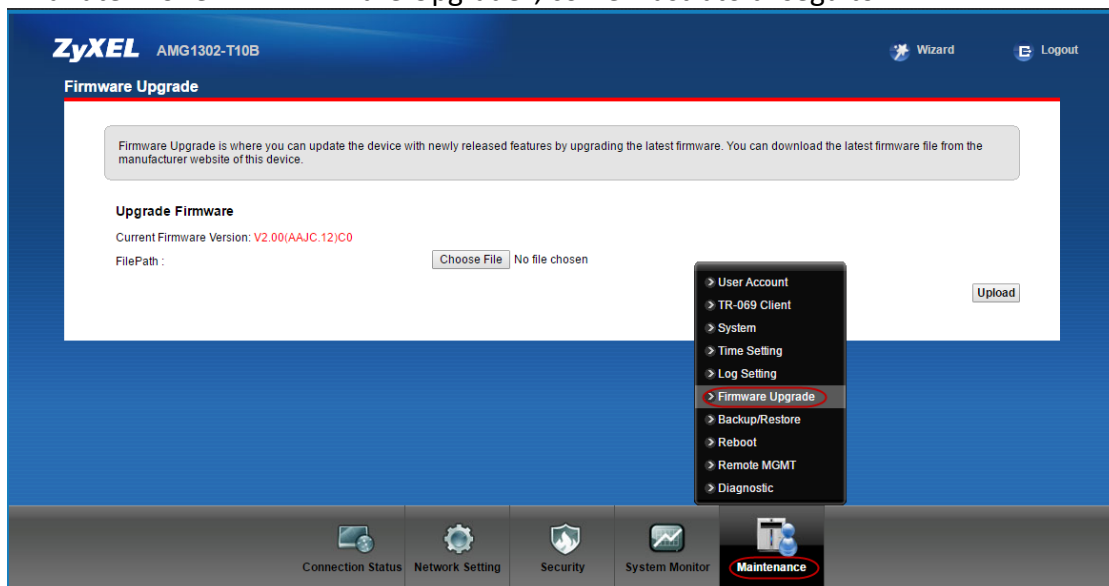 ZyXEL AMG1302-T10B
Wizard
Logout
Firmware Upgrade
Firmware Upgrade is where you can update the device with newly released features by upgrading the latest firmware. You can download the latest firmware file from the
manufacturer website of this device.
Upgrade Firmware
Current Firmware Version: V2.00(AAJC.12)C0
FilePath :
Choose File No file chosen
Upload
User Account
TR-069 Client
System
Time Setting
Log Setting
Firmware Upgrade
Backup/Restore
Reboot
Remote MGMT
Diagnostic
Connection Status
Network Setting
Security
System Monitor
Maintenance